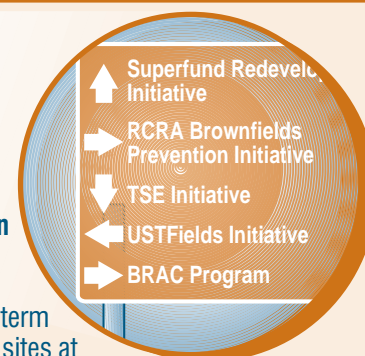 Superfund Redevelo
Initiative
RCRA Brownfields
Prevention Initiative
TSE Initiative
USTFields Initiative
BRAC Program
n
term
sites at